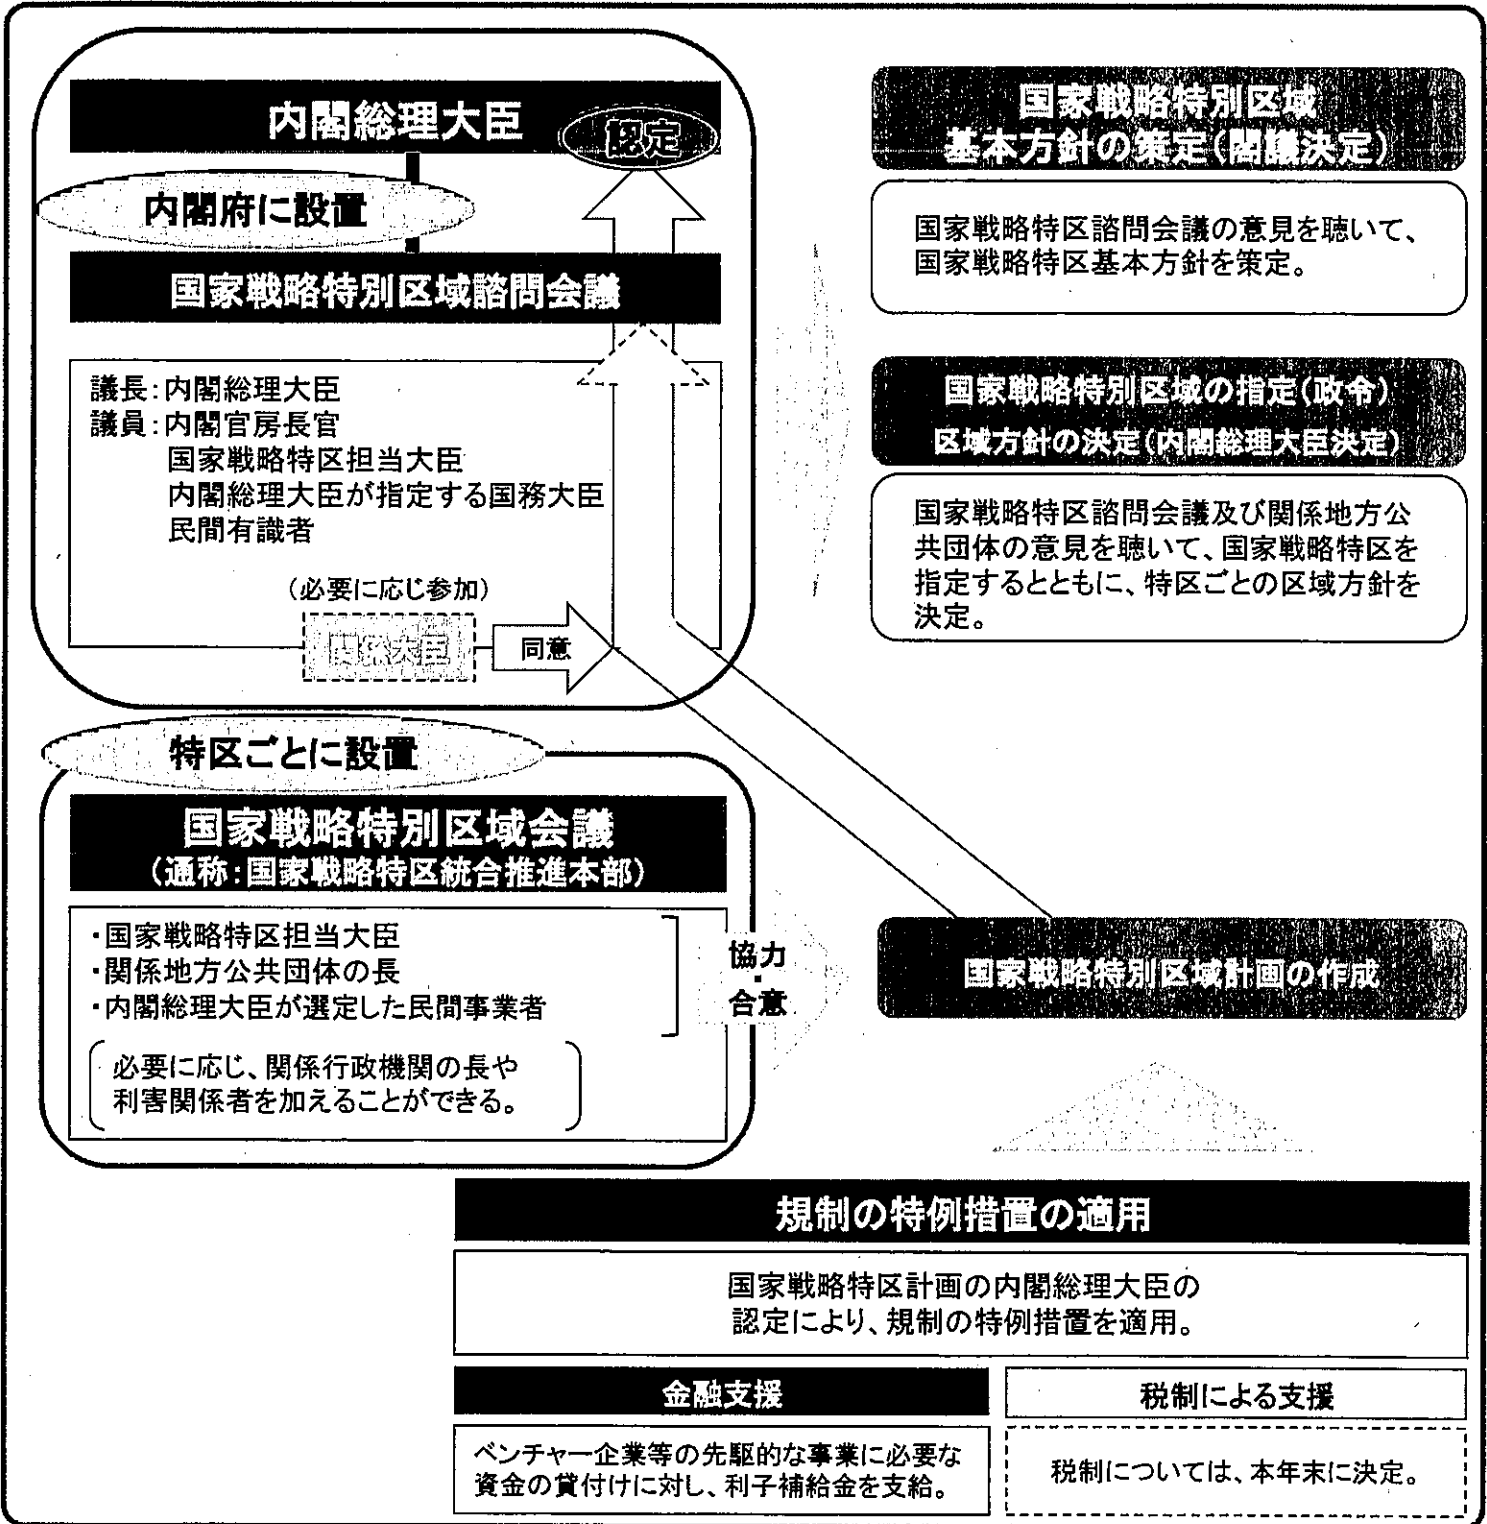 内閣総理大臣
認定
内閣府に設置
国家戦略特別区域諮問会議
議長：内閣総理大臣
議員：内閣官房長官
国家戦略特区担当大臣
内閣総理大臣が指定する国務大臣
民間有識者
（必要に応じ参加）
関係大臣
同意
国家戦略特別区域
基本方針の策定（閣議決定）
国家戦略特区諮問会議の意見を聴いて、
国家戦略特区基本方針を策定。
国家戦略特別区域の指定（政令）
区域方針の決定（内閣総理大臣決定）
国家戦略特区諮問会議及び関係地方公
共団体の意見を聴いて、国家戦略特区を
指定するとともに、特区ごとの区域方針を
決定。
特区ごとに設置
国家戦略特別区域会議
（通称：国家戦略特区統合推進本部）
・国家戦略特区担当大臣
・関係地方公共団体の長
・内閣総理大臣が選定した民間事業者
必要に応じ、関係行政機関の長や
利害関係者を加えることができる。
協力
・
合意
国家戦略特別区域計画の作成
規制の特例措置の適用
国家戦略特区計画の内閣総理大臣の
認定により、規制の特例措置を適用。
金融支援
ベンチャー企業等の先駆的な事業に必要な
資金の貸付けに対し、利子補給金を支給。
税制による支援
税制については、本年末に決定。